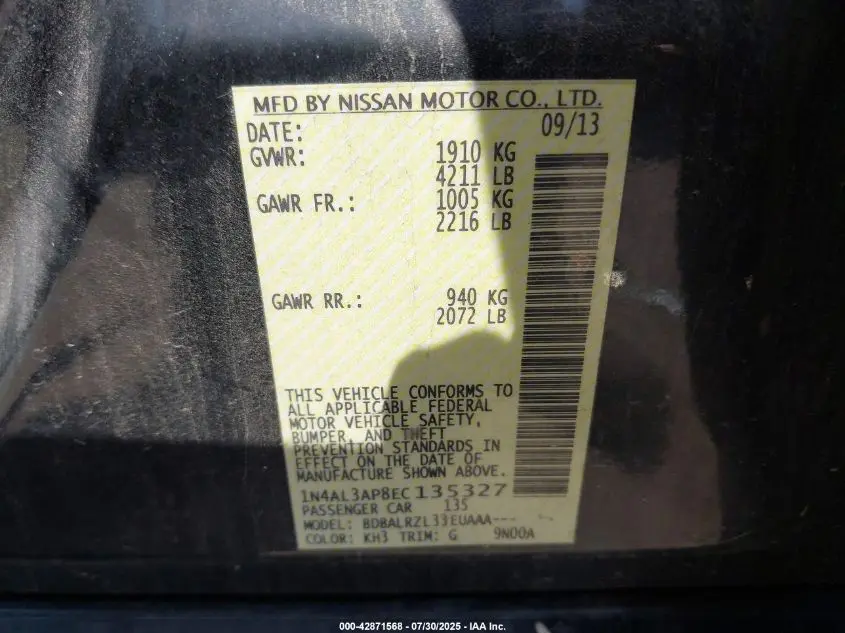 MFD BY NISSAN MOTOR CO., LTD.
DATE: 09/13
GVWR: 1910 KG
4211 LB
GAWR FR.: 1005 KG
2216 LB
GAWR RR.: 940 KG
2072 LB
THIS VEHICLE CONFORMS TO
ALL APPLICABLE FEDERAL
MOTOR VEHICLE SAFETY,
BUMPER, AND THEFT
PREVENTION STANDARDS IN
EFFECT ON THE DATE OF
MANUFACTURE SHOWN ABOVE.
1N4AL3AP8EC135327
PASSENGER CAR 135
MODEL: BDBALRZL33EUAAA---
COLOR: KH3 TRIM: G 9N00A
000-42871568 - 07/30/2025 - IAA Inc.